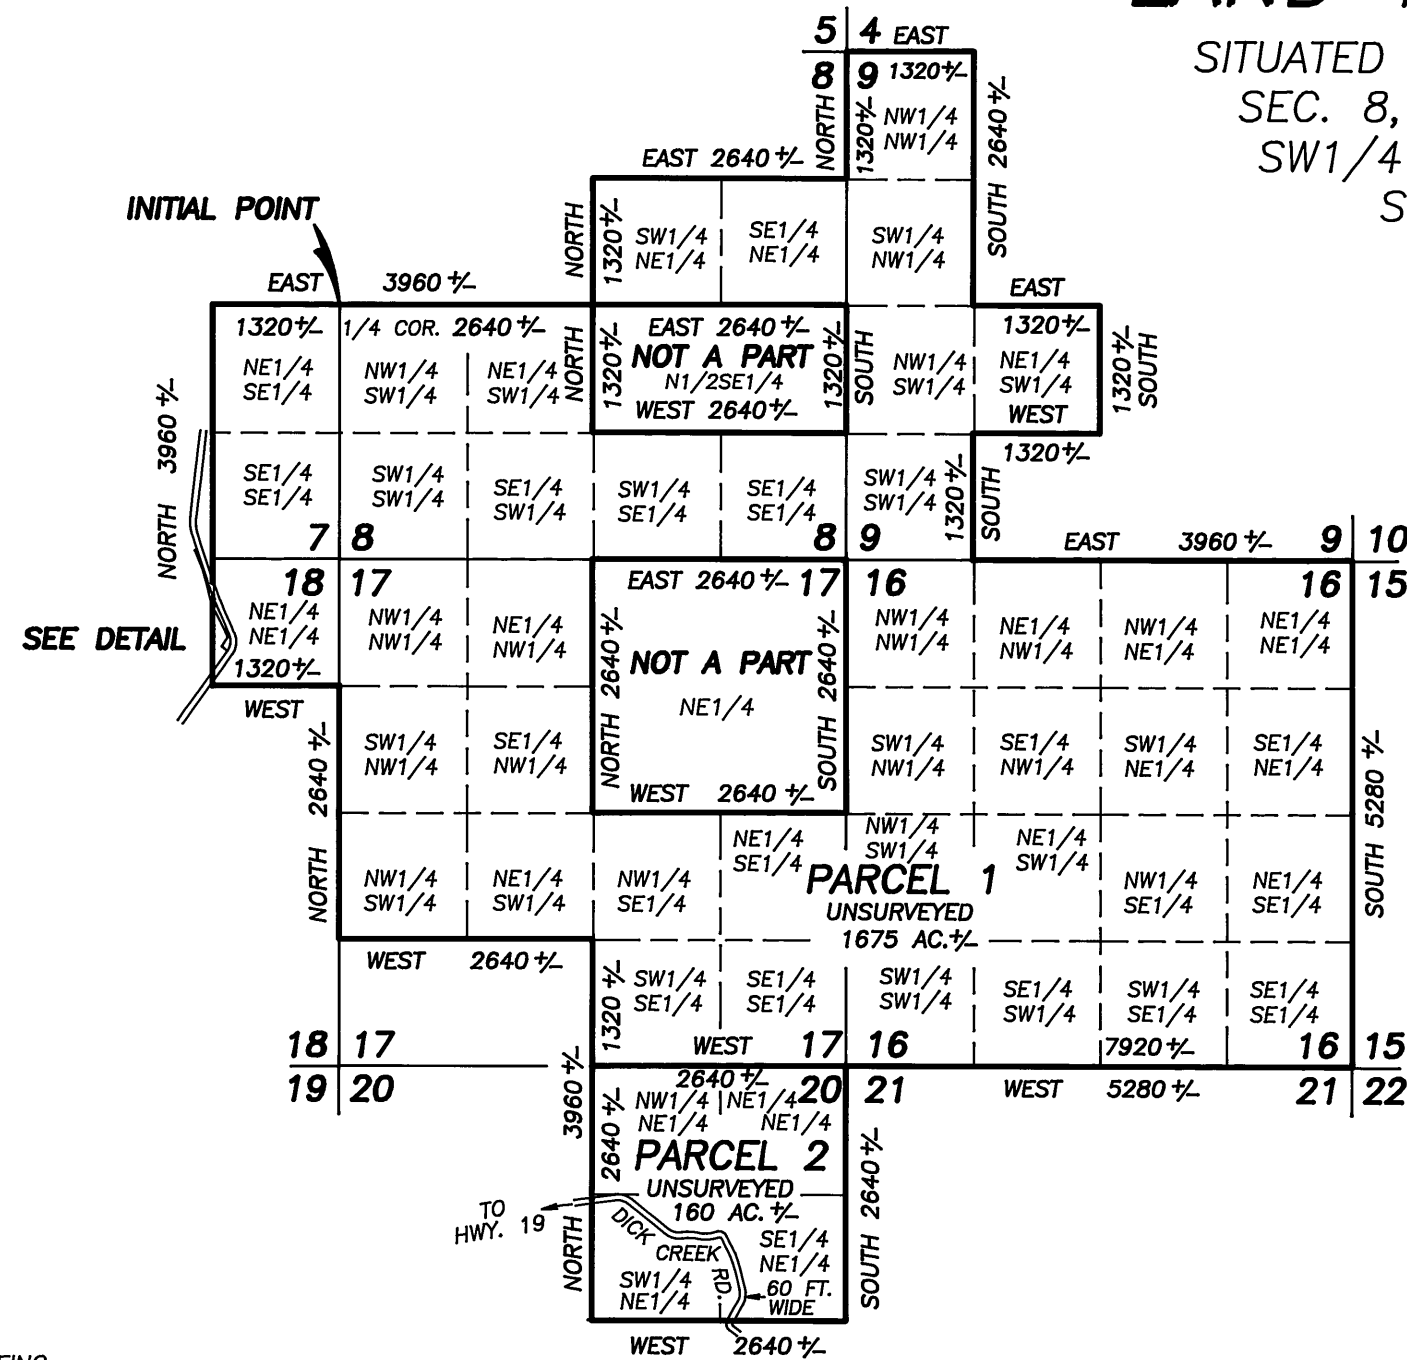 LAND
SITUATED
SEC. 8,
SW1/4
S
5 4 EAST
8 9 1320+/-
NORTH
1320+/-
NW1/4
NW1/4
SOUTH 2640+/-
EAST 2640+/-
INITIAL POINT
NORTH
1320+/-
SW1/4
NE1/4
SE1/4
NE1/4
SW1/4
NW1/4
EAST 3960+/-
EAST
1320+/-
1/4 COR. 2640+/-
NORTH
1320+/-
EAST 2640+/-
NOT A PART
N1/2SE1/4
WEST 2640+/-
1320+/-
SOUTH
1320+/-
NE1/4
SE1/4
NW1/4
SW1/4
NE1/4
SW1/4
NW1/4
SW1/4
NE1/4
SW1/4
WEST
1320+/-
1320+/-
SOUTH
NORTH 3960+/-
SE1/4
SE1/4
SW1/4
SW1/4
SE1/4
SW1/4
SW1/4
SE1/4
SE1/4
SE1/4
SW1/4
SW1/4
1320+/-
SOUTH
7 8
8 9
EAST 3960+/-
9 10
18 17
EAST 2640+/-
17 16
16 15
NE1/4
NE1/4
NW1/4
NW1/4
NE1/4
NW1/4
NORTH 2640+/-
NOT A PART
NE1/4
SOUTH 2640+/-
NW1/4
NW1/4
NE1/4
NW1/4
NW1/4
NE1/4
NE1/4
NE1/4
SEE DETAIL
1320+/-
WEST
NORTH 2640+/-
SW1/4
NW1/4
SE1/4
NW1/4
WEST 2640+/-
SW1/4
NW1/4
SE1/4
NW1/4
SW1/4
NE1/4
SE1/4
NE1/4
SOUTH 5280+/-
NW1/4
SW1/4
NE1/4
SW1/4
NW1/4
SE1/4
NE1/4
SE1/4
NW1/4
SW1/4
NE1/4
SW1/4
NW1/4
SE1/4
NE1/4
SE1/4
PARCEL 1
UNSURVEYED
1675 AC.+/-
WEST 2640+/-
1320+/-
SW1/4
SE1/4
SE1/4
SE1/4
SW1/4
SW1/4
SE1/4
SW1/4
SW1/4
SE1/4
SE1/4
SE1/4
18 17
WEST
17 16
7920+/-
16 15
19 20
2640+/-
20 21
WEST 5280+/-
21 22
NORTH 3960+/-
2640+/-
NW1/4
NE1/4
NE1/4
NE1/4
PARCEL 2
UNSURVEYED
160 AC.+/-
SOUTH 2640+/-
TO
HWY. 19
DICK CREEK RD.
SE1/4
NE1/4
SW1/4
NE1/4
60 FT.
WIDE
WEST 2640+/-